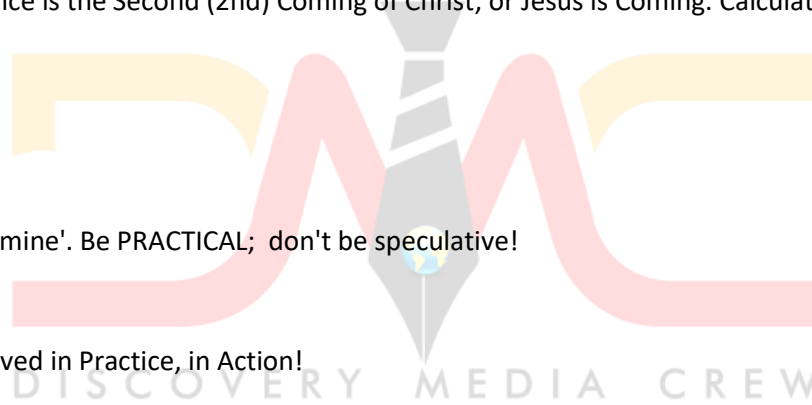 ice is the Second (2nd) Coming of Christ, or Jesus is Coming. Calculat
mine'. Be PRACTICAL;  don't be speculative!
ved in Practice, in Action!
DISCOVERY MEDIA CREW